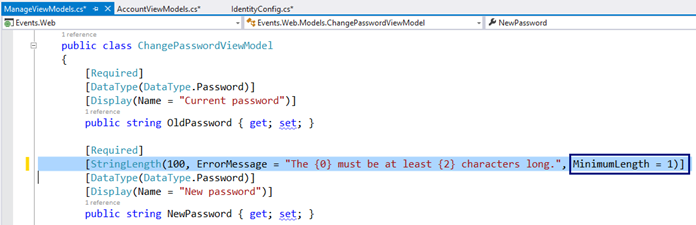 ManageViewModels.cs* AccountViewModels.cs* IdentityConfig.cs*
Events.Web Events.Web.Models.ChangePasswordViewModel NewPassword
1 reference
public class ChangePasswordViewModel
{
[Required]
[DataType(DataType.Password)]
[Display(Name = "Current password")]
1 reference
public string OldPassword { get; set; }
[Required]
[StringLength(100, ErrorMessage = "The {0} must be at least {2} characters long.", MinimumLength = 1)]
[DataType(DataType.Password)]
[Display(Name = "New password")]
1 reference
public string NewPassword { get; set; }